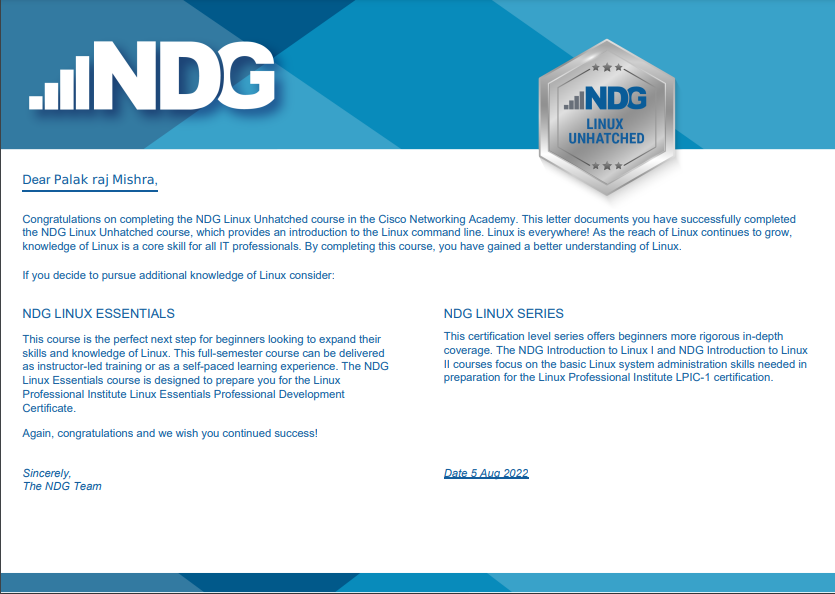 NDG
NDG
LINUX
UNHATCHED
Dear Palak raj Mishra,
Congratulations on completing the NDG Linux Unhatched course in the Cisco Networking Academy. This letter documents you have successfully completed
the NDG Linux Unhatched course, which provides an introduction to the Linux command line. Linux is everywhere! As the reach of Linux continues to grow,
knowledge of Linux is a core skill for all IT professionals. By completing this course, you have gained a better understanding of Linux.
If you decide to pursue additional knowledge of Linux consider:
NDG LINUX ESSENTIALS
This course is the perfect next step for beginners looking to expand their
skills and knowledge of Linux. This full-semester course can be delivered
as instructor-led training or as a self-paced learning experience. The NDG
Linux Essentials course is designed to prepare you for the Linux
Professional Institute Linux Essentials Professional Development
Certificate.
Again, congratulations and we wish you continued success!
NDG LINUX SERIES
This certification level series offers beginners more rigorous in-depth
coverage. The NDG Introduction to Linux I and NDG Introduction to Linux
II courses focus on the basic Linux system administration skills needed in
preparation for the Linux Professional Institute LPIC-1 certification.
Sincerely,
The NDG Team
Date 5 Aug 2022